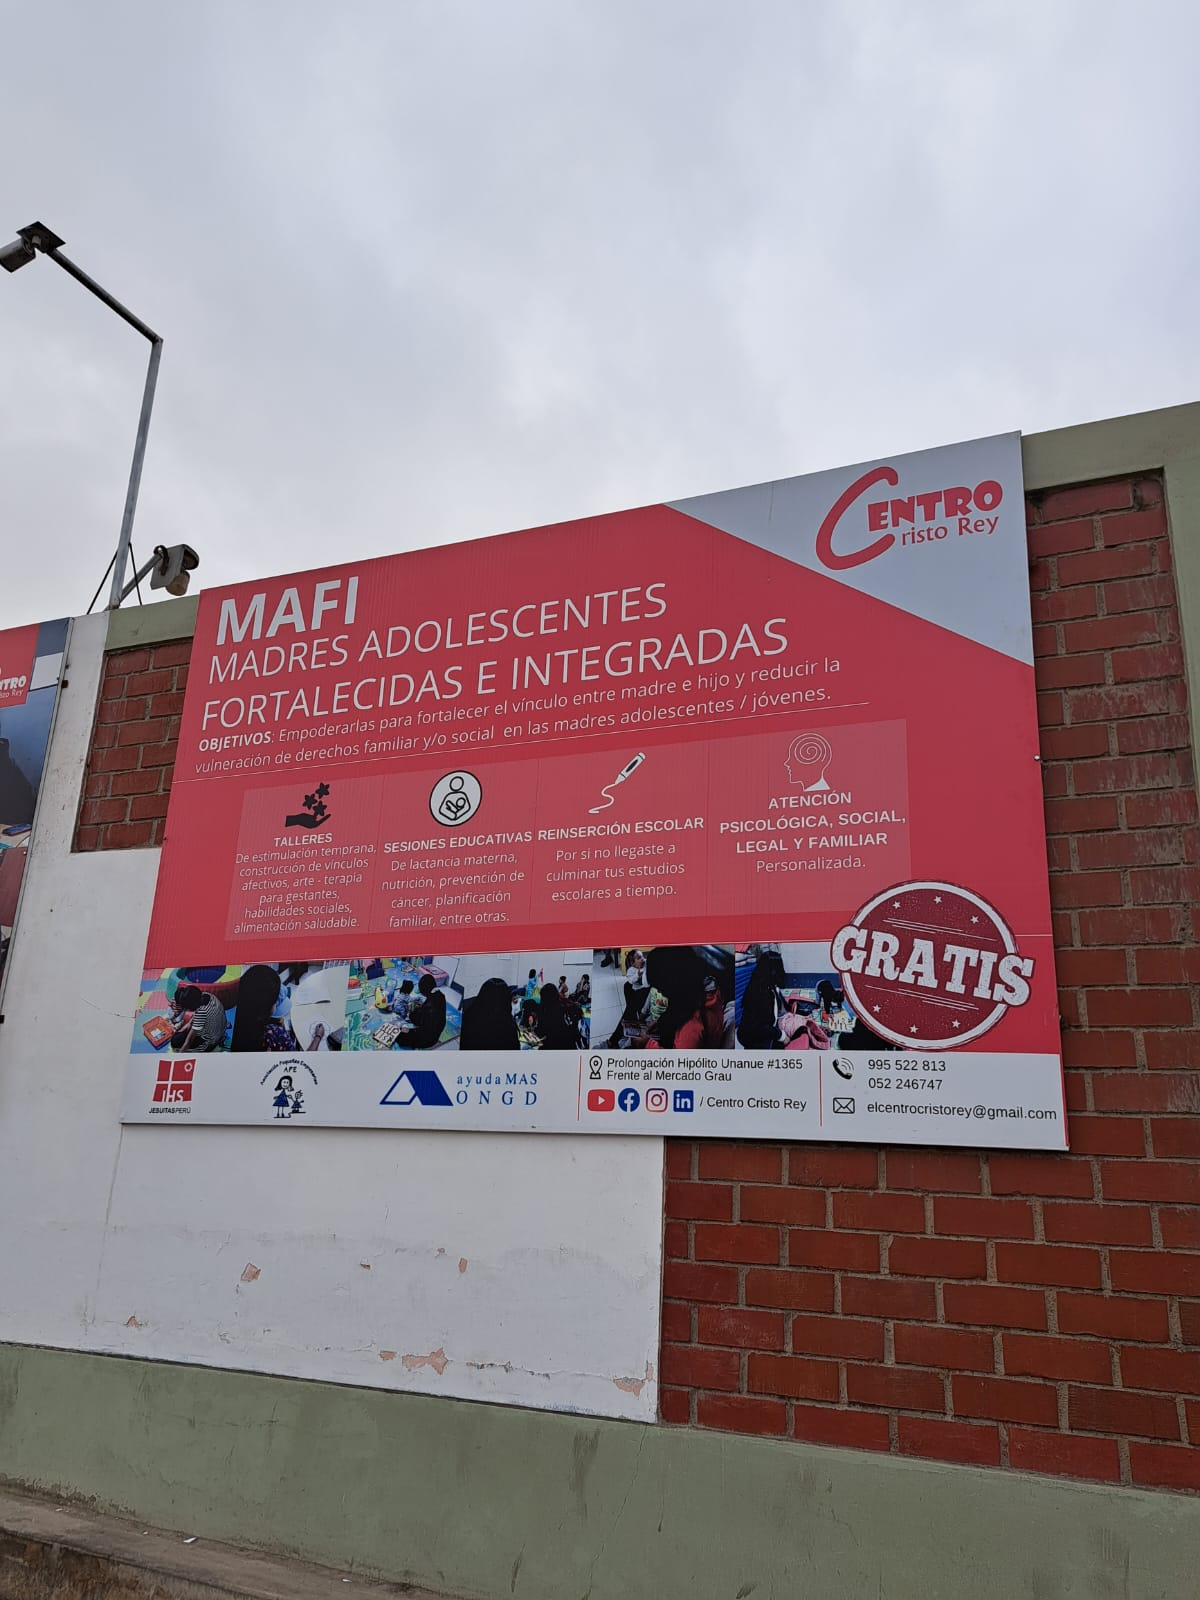 CENTRO
Cristo Rey
MAFI
MADRES ADOLESCENTES
FORTALECIDAS E INTEGRADAS
OBJETIVOS: Empoderarlas para fortalecer el vínculo entre madre e hijo y reducir la
vulneración de derechos familiar y/o social en las madres adolescentes / jóvenes.
TALLERES
De estimulación temprana,
construcción de vínculos
afectivos, arte - terapia
para gestantes,
habilidades sociales,
alimentación saludable.
SESIONES EDUCATIVAS
De lactancia materna,
nutrición, prevención de
cáncer, planificación
familiar, entre otras.
REINSERCIÓN ESCOLAR
Por si no llegaste a
culminar tus estudios
escolares a tiempo.
ATENCIÓN
PSICOLÓGICA, SOCIAL,
LEGAL Y FAMILIAR
Personalizada.
GRATIS
IHS
JESUITAS PERÚ
APE
ayudaMAS
ONGD
Prolongación Hipólito Unanue #1365
Frente al Mercado Grau
/ Centro Cristo Rey
995 522 813
052 246747
elcentrocristorey@gmail.com